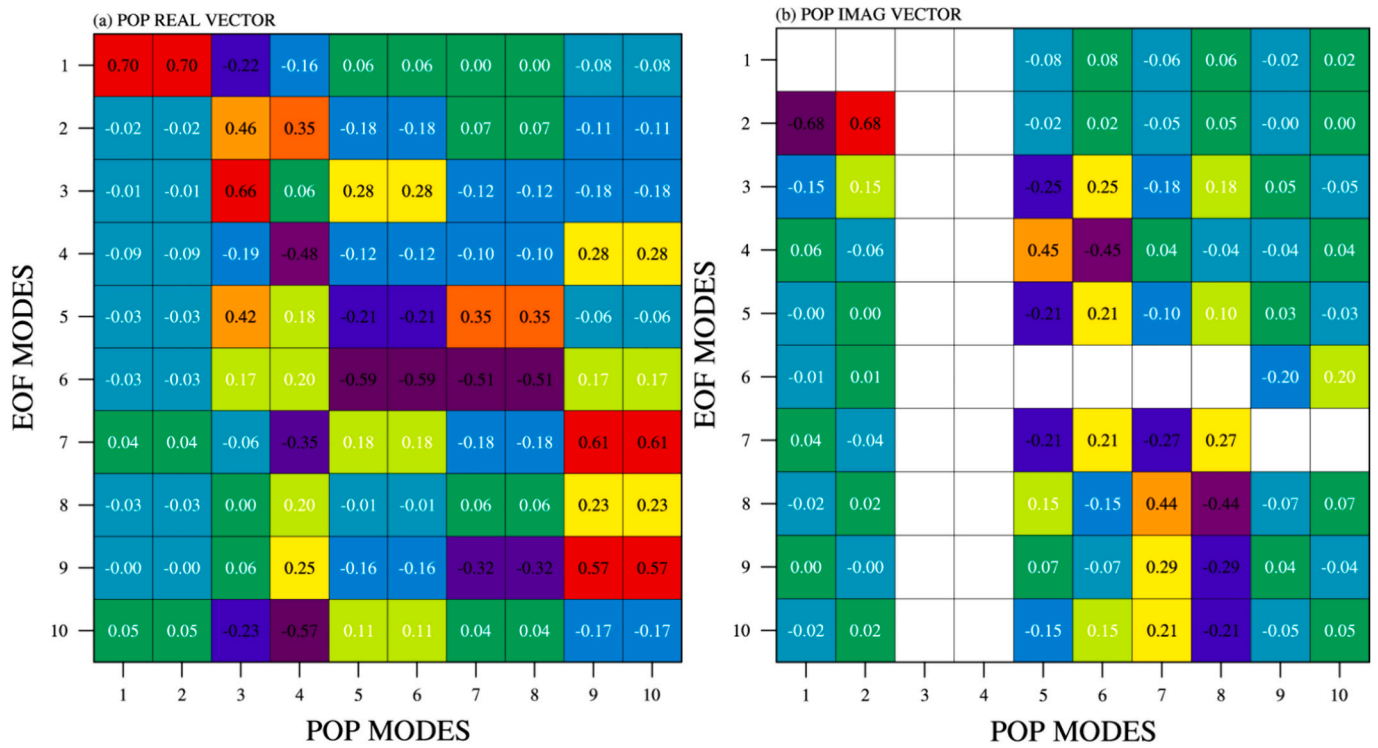 (a) POP REAL VECTOR
1 0.70 0.70 -0.22 -0.16 0.06 0.06 0.00 0.00 -0.08 -0.08
2 -0.02 -0.02 0.46 0.35 -0.18 -0.18 0.07 0.07 -0.11 -0.11
3 -0.01 -0.01 0.66 0.06 0.28 0.28 -0.12 -0.12 -0.18 -0.18
4 -0.09 -0.09 -0.19 -0.48 -0.12 -0.12 -0.10 -0.10 0.28 0.28
5 -0.03 -0.03 0.42 0.18 -0.21 -0.21 0.35 0.35 -0.06 -0.06
6 -0.03 -0.03 0.17 0.20 -0.59 -0.59 -0.51 -0.51 0.17 0.17
7 0.04 0.04 -0.06 -0.35 0.18 0.18 -0.18 -0.18 0.61 0.61
8 -0.03 -0.03 0.00 0.20 -0.01 -0.01 0.06 0.06 0.23 0.23
9 -0.00 -0.00 0.06 0.25 -0.16 -0.16 -0.32 -0.32 0.57 0.57
10 0.05 0.05 -0.23 -0.57 0.11 0.11 0.04 0.04 -0.17 -0.17
1 2 3 4 5 6 7 8 9 10
EOF MODES
POP MODES
(b) POP IMAG VECTOR
1 -0.08 0.08 -0.06 0.06 -0.02 0.02
2 -0.68 0.68 -0.02 0.02 -0.05 0.05 -0.00 0.00
3 -0.15 0.15 -0.25 0.25 -0.18 0.18 0.05 -0.05
4 0.06 -0.06 0.45 -0.45 0.04 -0.04 -0.04 0.04
5 -0.00 0.00 -0.21 0.21 -0.10 0.10 0.03 -0.03
6 -0.01 0.01 -0.20 0.20
7 0.04 -0.04 -0.21 0.21 -0.27 0.27
8 -0.02 0.02 0.15 -0.15 0.44 -0.44 -0.07 0.07
9 0.00 -0.00 0.07 -0.07 0.29 -0.29 0.04 -0.04
10 -0.02 0.02 -0.15 0.15 0.21 -0.21 -0.05 0.05
1 2 3 4 5 6 7 8 9 10
EOF MODES
POP MODES